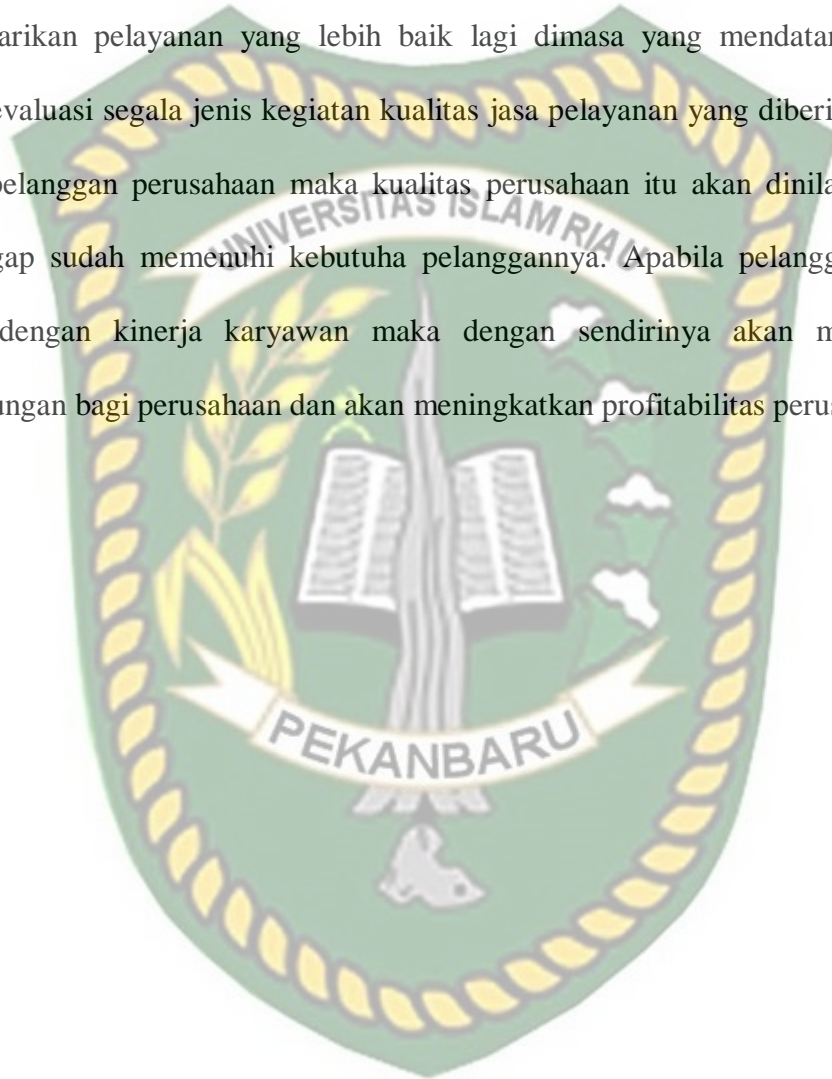 arikan pelayanan yang lebih baik lagi dimasa yang mendatan
evaluasi segala jenis kegiatan kualitas jasa pelayanan yang diberi
pelanggan perusahaan maka kualitas perusahaan itu akan dinila
UNIVERSITAS ISLAM RIAU
gap sudah memenuhi kebutuha pelanggannya. Apabila pelangg
dengan kinerja karyawan maka dengan sendirinya akan m
ungan bagi perusahaan dan akan meningkatkan profitabilitas perus
PEKANBARU